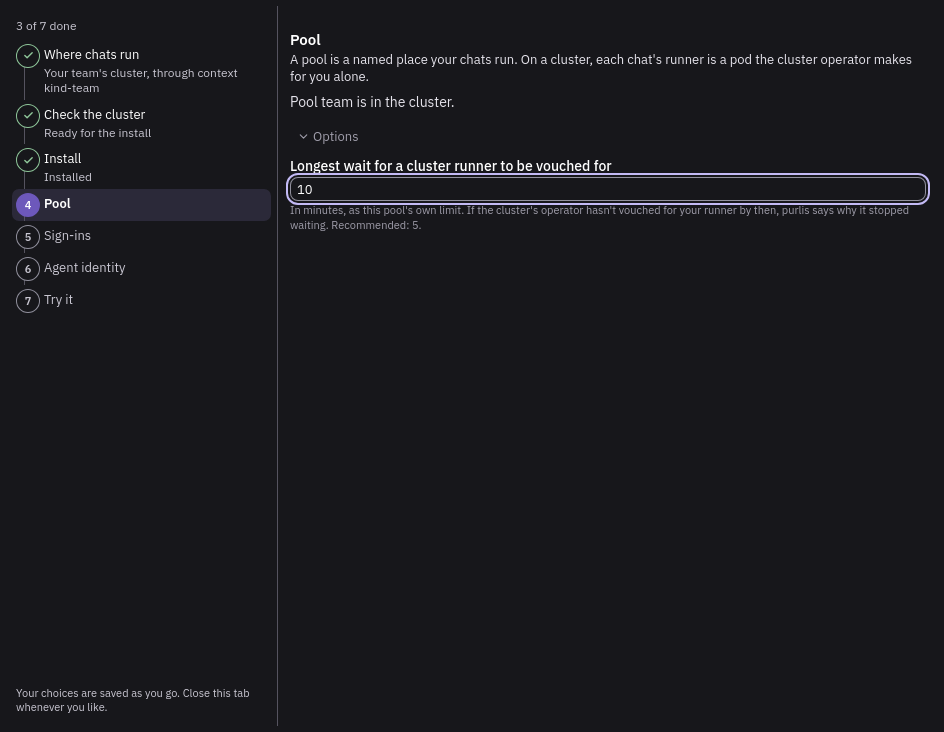 3 of 7 done
Where chats run
Your team's cluster, through context
kind-team
Check the cluster
Ready for the install
Install
Installed
4 Pool
5 Sign-ins
6 Agent identity
7 Try it
Your choices are saved as you go. Close this tab
whenever you like.
Pool
A pool is a named place your chats run. On a cluster, each chat's runner is a pod the cluster operator makes
for you alone.
Pool team is in the cluster.
Options
Longest wait for a cluster runner to be vouched for
10
In minutes, as this pool's own limit. If the cluster's operator hasn't vouched for your runner by then, purlis says why it stopped
waiting. Recommended: 5.